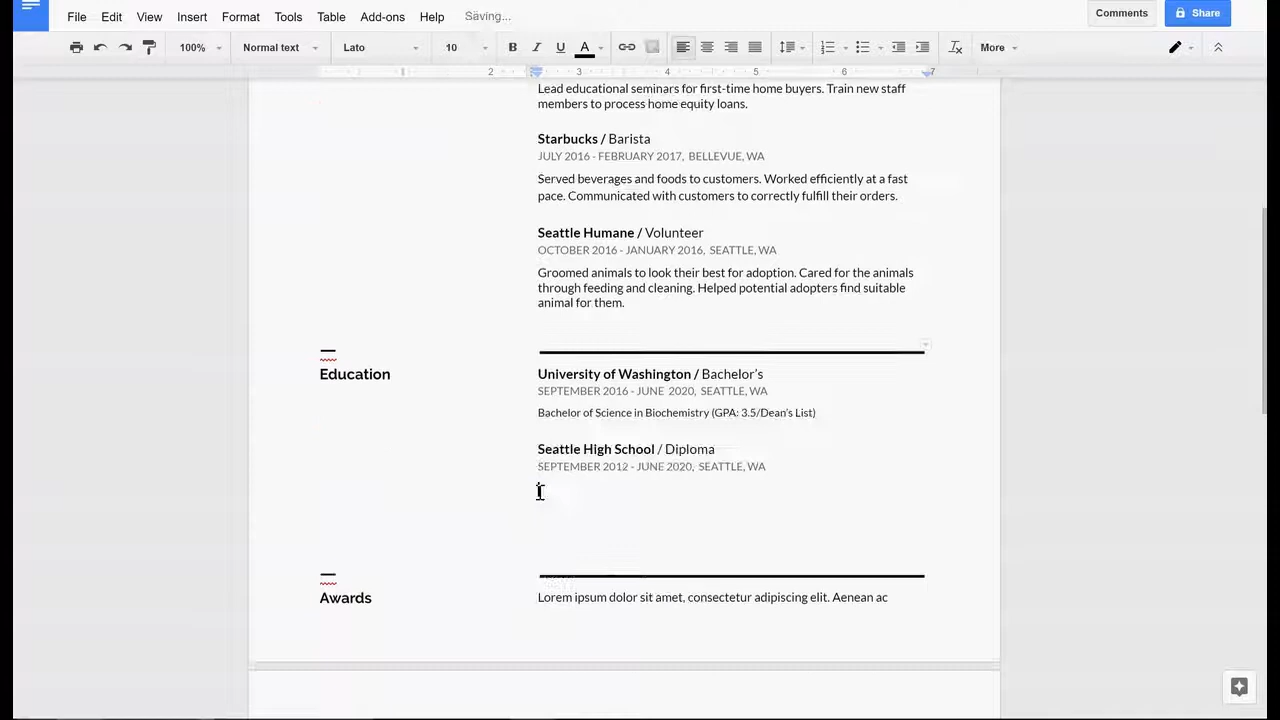 File Edit View Insert Format Tools Table Add-ons Help Saving... Comments Share
100% Normal text Lato 10 B I U A More
2 3 4 5 6 7
Lead educational seminars for first-time home buyers. Train new staff
members to process home equity loans.
Starbucks / Barista
JULY 2016 - FEBRUARY 2017, BELLEVUE, WA
Served beverages and foods to customers. Worked efficiently at a fast
pace. Communicated with customers to correctly fulfill their orders.
Seattle Humane / Volunteer
OCTOBER 2016 - JANUARY 2016, SEATTLE, WA
Groomed animals to look their best for adoption. Cared for the animals
through feeding and cleaning. Helped potential adopters find suitable
animal for them.
Education
University of Washington / Bachelor's
SEPTEMBER 2016 - JUNE 2020, SEATTLE, WA
Bachelor of Science in Biochemistry (GPA: 3.5/Dean's List)
Seattle High School / Diploma
SEPTEMBER 2012 - JUNE 2020, SEATTLE, WA
Awards
Lorem ipsum dolor sit amet, consectetur adipiscing elit. Aenean ac